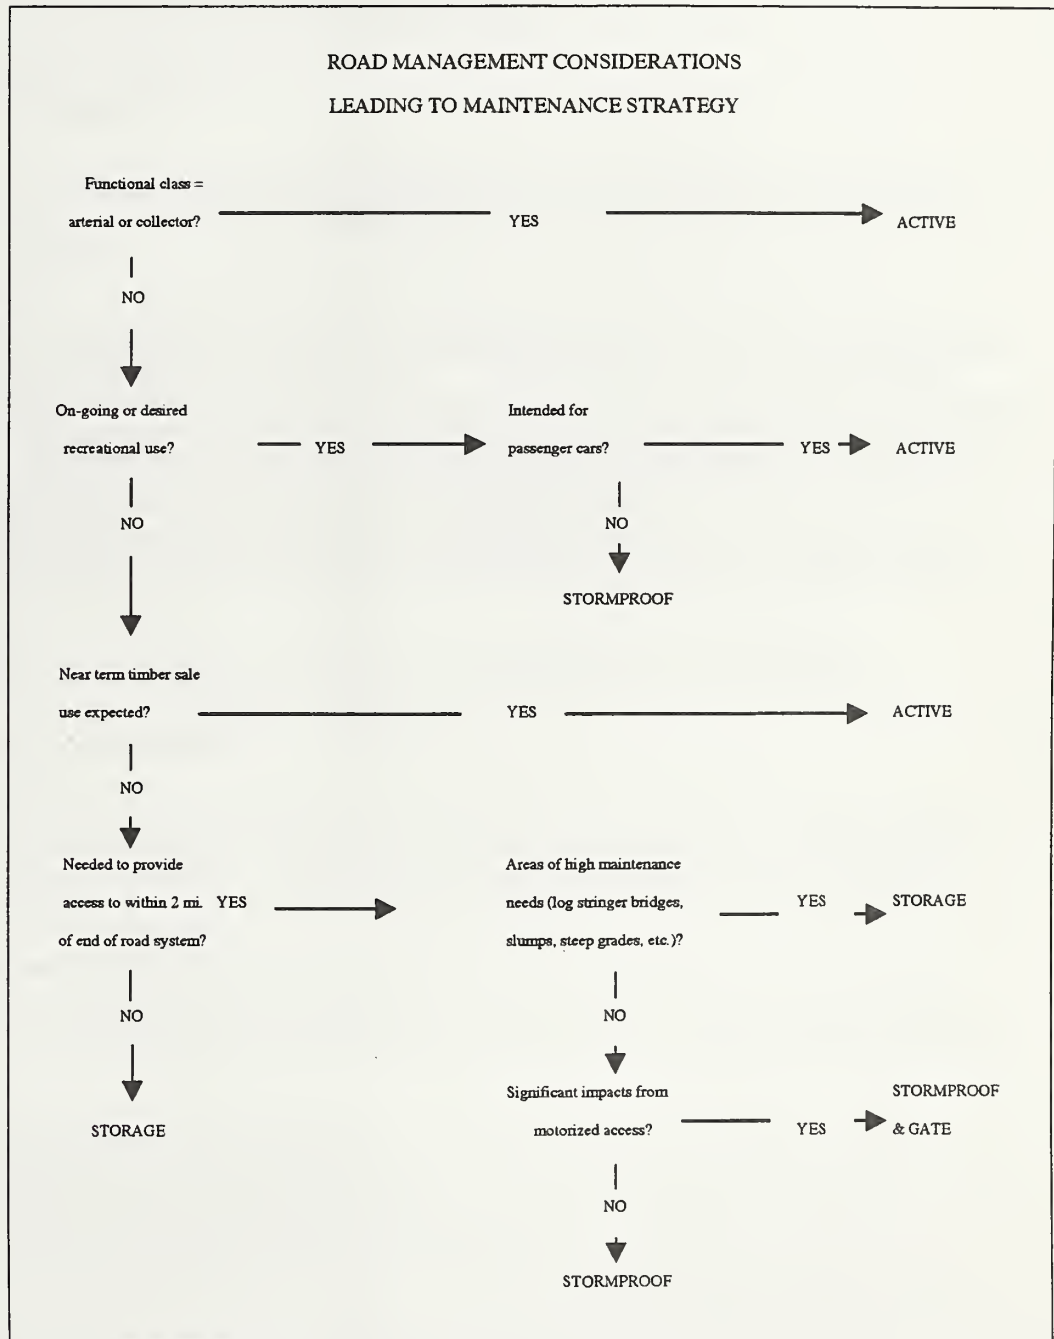 ROAD MANAGEMENT CONSIDERATIONS
LEADING TO MAINTENANCE STRATEGY
Functional class =
arterial or collector?
YES
ACTIVE
NO
On-going or desired
recreational use?
YES
Intended for
passenger cars?
YES
ACTIVE
NO
NO
STORMPROOF
Near term timber sale
use expected?
YES
ACTIVE
NO
Needed to provide
access to within 2 mi. YES
of end of road system?
Areas of high maintenance
needs (log stringer bridges,
slumps, steep grades, etc.)?
YES
STORAGE
NO
NO
STORAGE
Significant impacts from
motorized access?
YES
STORMPROOF
& GATE
NO
STORMPROOF